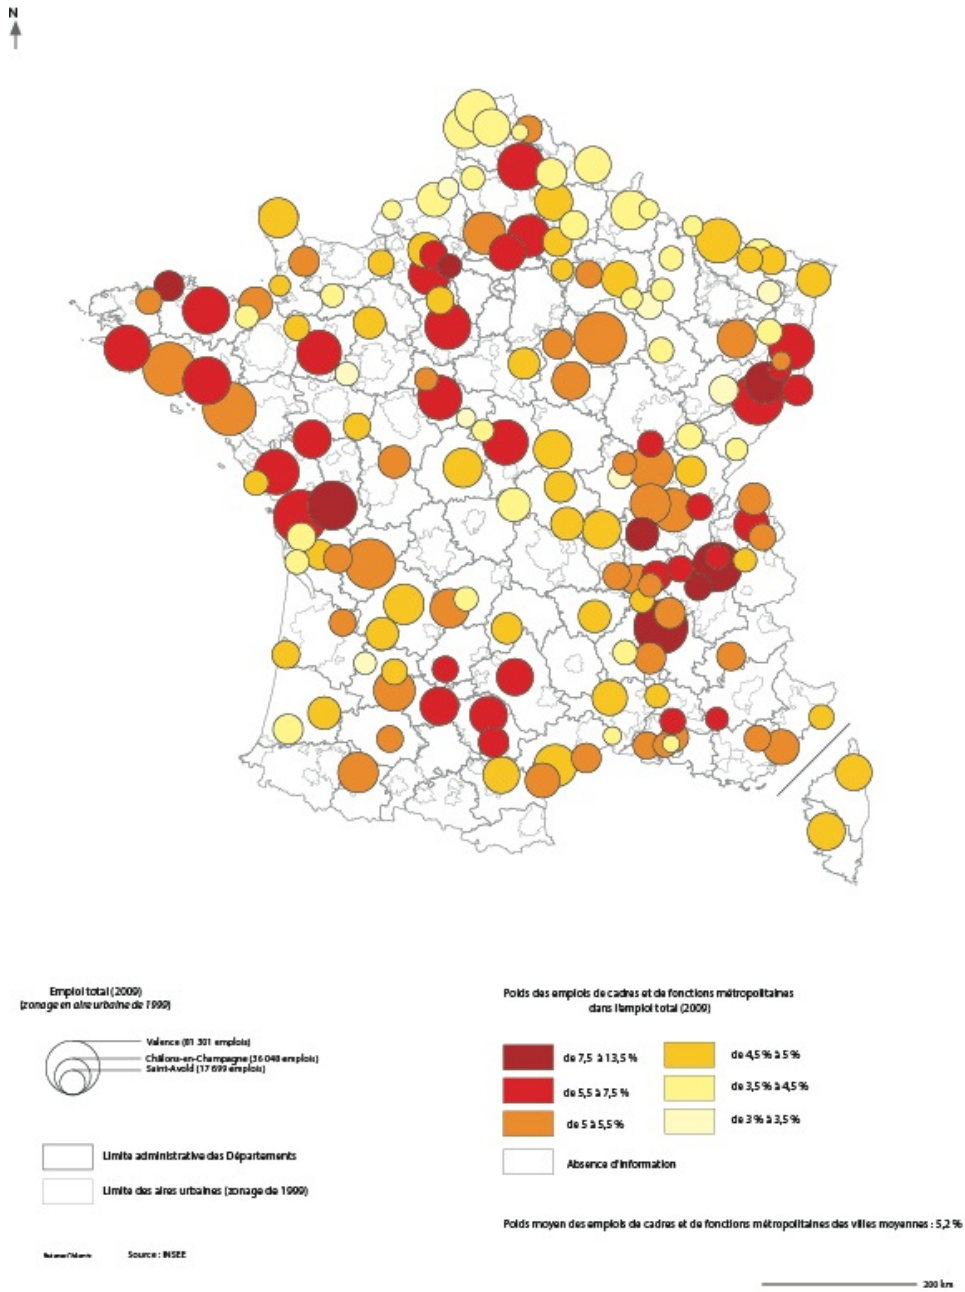 N
Emploi total (2009)
(zonage en aire urbaine de 1999)
Valence (81 301 emplois)
Châlons-en-Champagne (36 048 emplois)
Saint-Avold (17 699 emplois)
Limite administrative des Départements
Limite des aires urbaines (zonage de 1999)
Source : INSEE
Poids des emplois de cadres et de fonctions métropolitaines
dans l'emploi total (2009)
de 7,5 à 13,5 %
de 5,5 à 7,5 %
de 5 à 5,5 %
de 4,5 % à 5 %
de 3,5 % à 4,5 %
de 3 % à 3,5 %
Absence d'information
Poids moyen des emplois de cadres et de fonctions métropolitaines des villes moyennes : 5,2 %
200 km